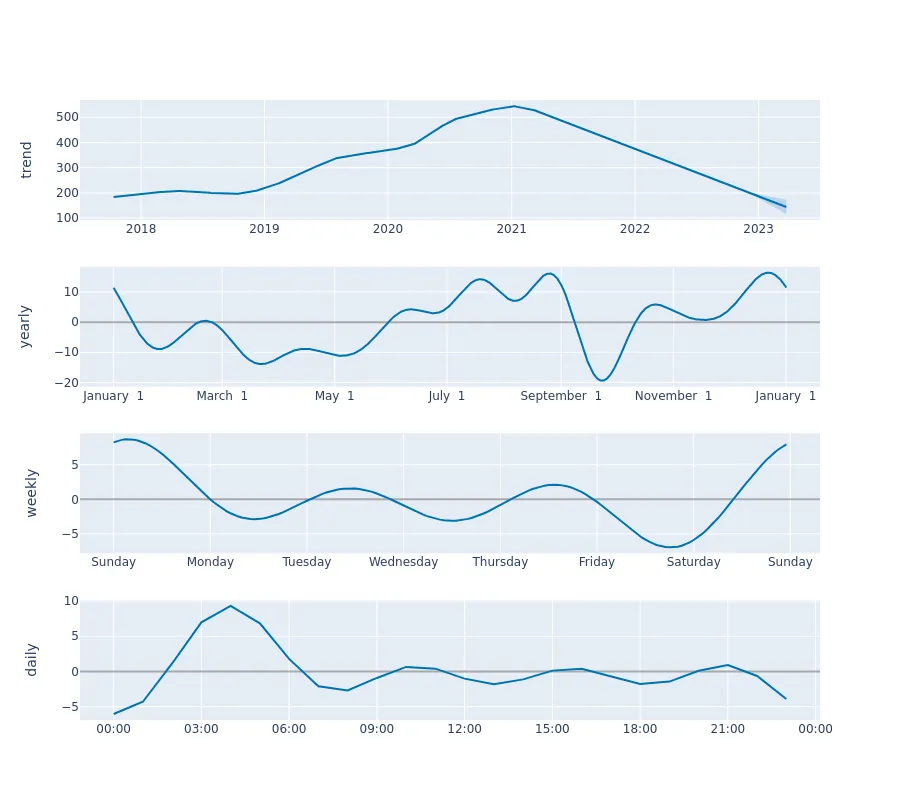 trend
500
400
300
200
100
2018 2019 2020 2021 2022 2023
yearly
10
0
−10
−20
January 1 March 1 May 1 July 1 September 1 November 1 January 1
weekly
5
0
−5
Sunday Monday Tuesday Wednesday Thursday Friday Saturday Sunday
daily
10
5
0
−5
00:00 03:00 06:00 09:00 12:00 15:00 18:00 21:00 00:00